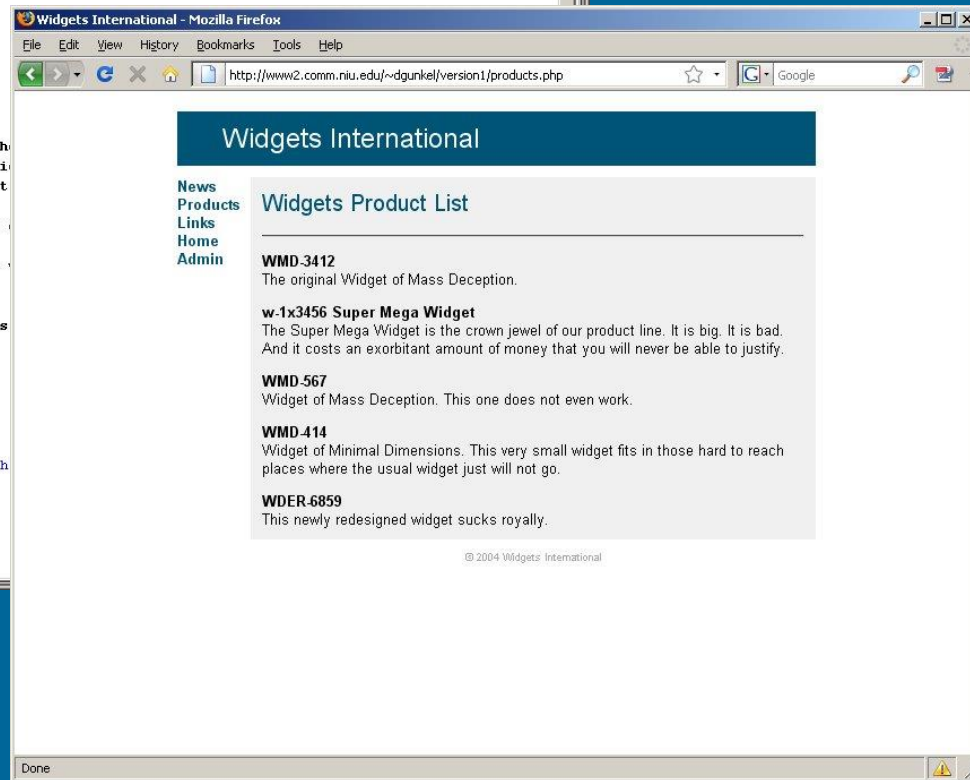 Widgets International - Mozilla Firefox
File Edit View History Bookmarks Tools Help
http://www2.comm.niu.edu/~dgunkel/version1/products.php
G Google
Widgets International
News
Products
Links
Home
Admin
Widgets Product List
WMD-3412
The original Widget of Mass Deception.
w-1x3456 Super Mega Widget
The Super Mega Widget is the crown jewel of our product line. It is big. It is bad.
And it costs an exorbitant amount of money that you will never be able to justify.
WMD-567
Widget of Mass Deception. This one does not even work.
WMD-414
Widget of Minimal Dimensions. This very small widget fits in those hard to reach
places where the usual widget just will not go.
WDER-6859
This newly redesigned widget sucks royally.
© 2004 Widgets International
Done